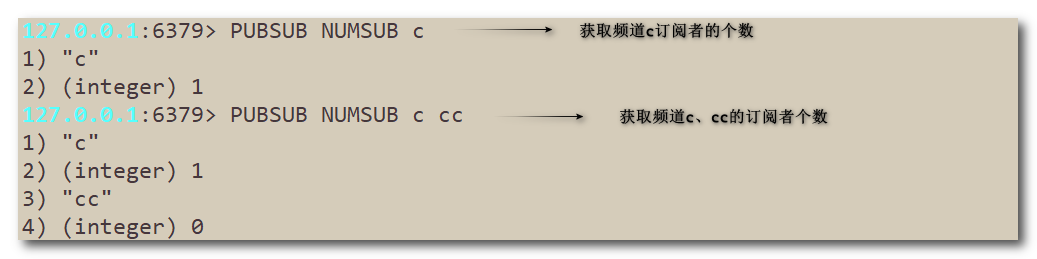 127.0.0.1:6379> PUBSUB NUMSUB c 获取频道c订阅者的个数
1) "c"
2) (integer) 1
127.0.0.1:6379> PUBSUB NUMSUB c cc 获取频道c、cc的订阅者个数
1) "c"
2) (integer) 1
3) "cc"
4) (integer) 0